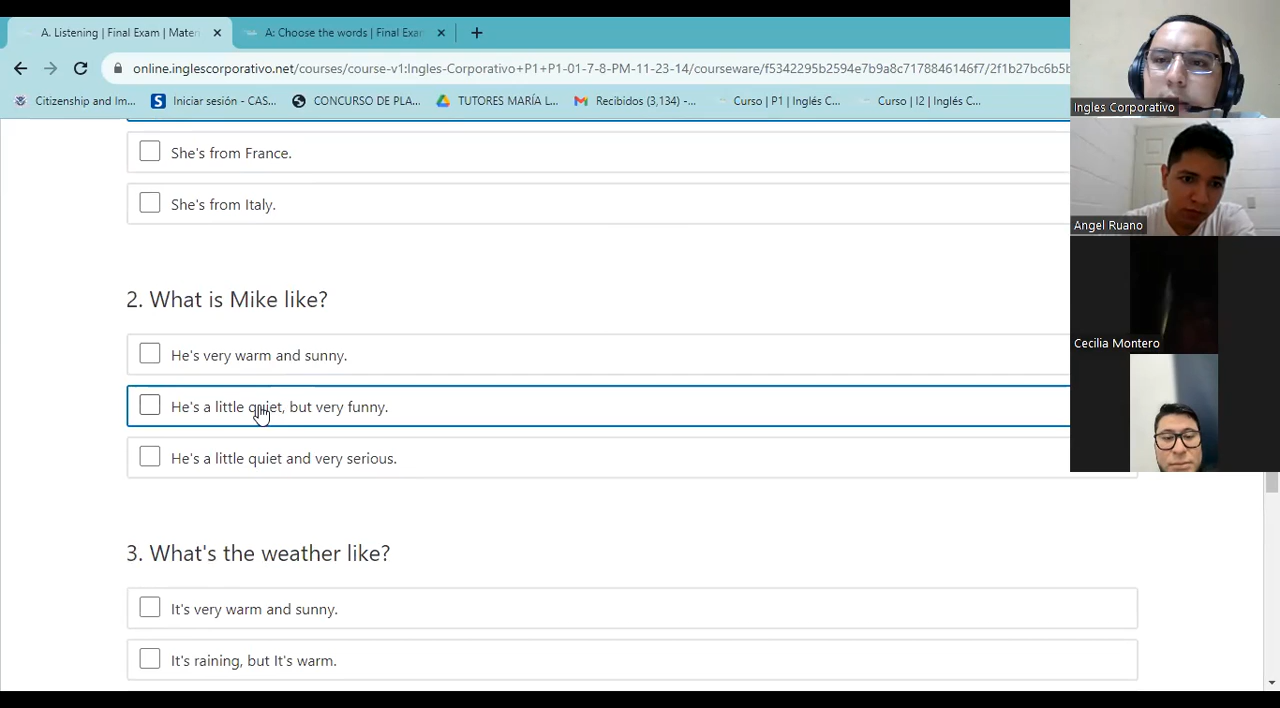 A. Listening | Final Exam | Mater
A: Choose the words | Final Exar
online.inglescorporativo.net/courses/course-v1:Ingles- + P1+P1-01-7-8-PM-11-23-14/courseware/f5342295b2594e7b9a8c7178846146f7/2f1b27bc6b5b
Citizenship and Im...
Iniciar sesión - CAS...
CONCURSO DE PLA...
TUTORES MARÍA L...
Recibidos (3,134) -...
Curso | P1 | Inglés C...
Curso | I2 | Inglés C...
She's from France.
She's from Italy.
2. What is Mike like?
He's very warm and sunny.
He's a little quiet, but very funny.
He's a little quiet and very serious.
3. What's the weather like?
It's very warm and sunny.
It's raining, but It's warm.
Ingles Corporativo
Angel Ruano
Cecilia Montero